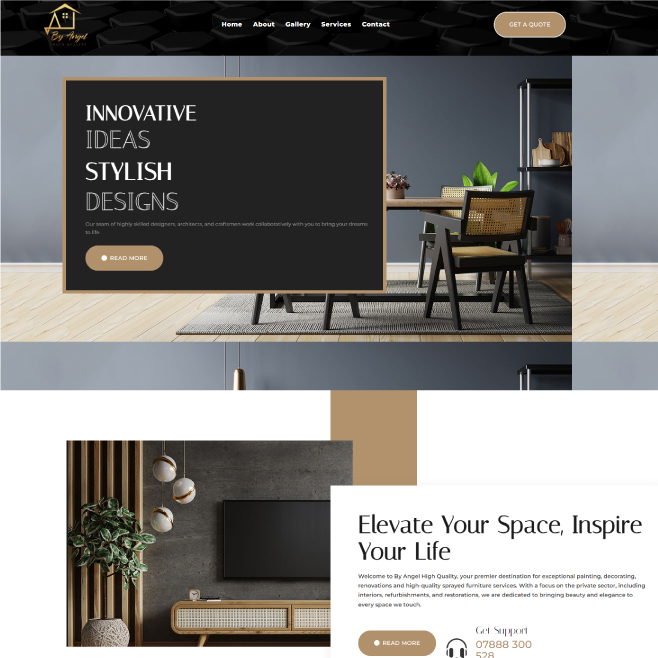 By Angel
HIGH QUALITY
Home About Gallery Services Contact
GET A QUOTE
INNOVATIVE
IDEAS
STYLISH
DESIGNS
Our team of highly skilled designers, architects, and craftsmen work collaboratively with you to bring your dreams
to life.
READ MORE
Elevate Your Space, Inspire
Your Life
Welcome to By Angel High Quality, your premier destination for exceptional painting, decorating,
renovations and high-quality sprayed furniture services. With a focus on the private sector, including
interiors, refurbishments, and restorations, we are dedicated to bringing beauty and elegance to
every space we touch.
READ MORE
Get Support
07888 300
528